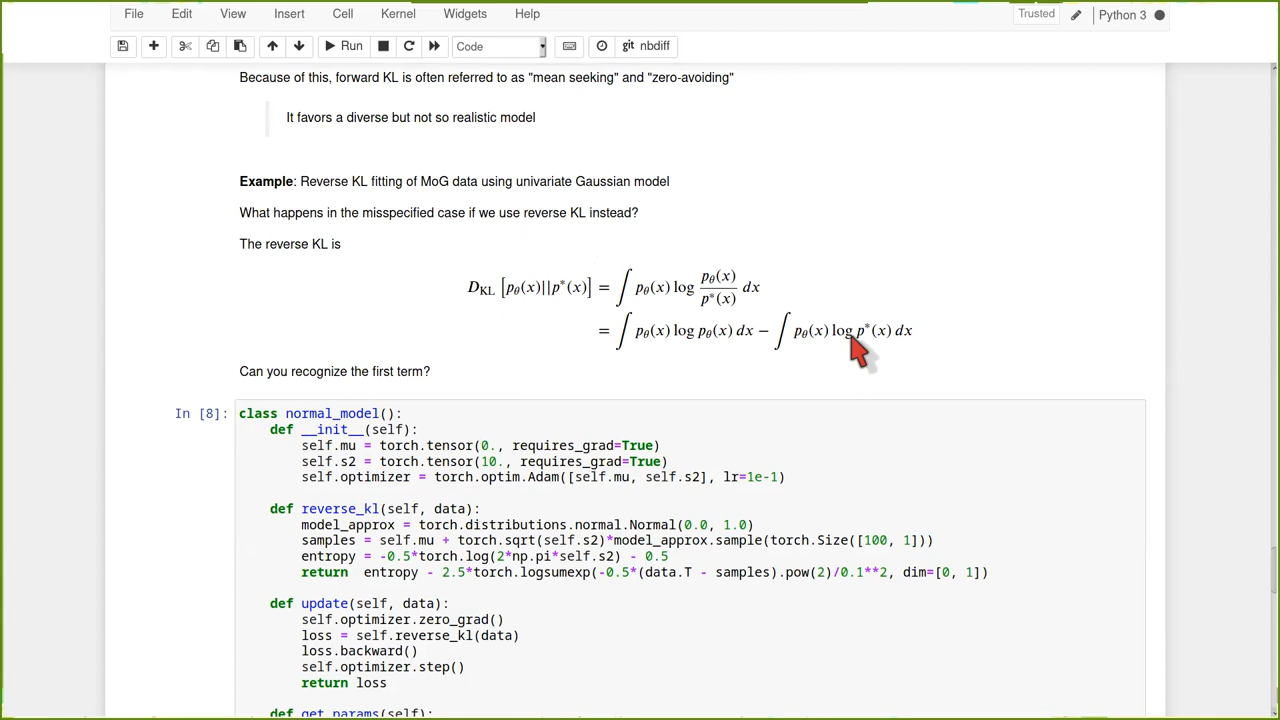 File Edit View Insert Cell Kernel Widgets Help Trusted Python 3
Run Code git nbdiff
Because of this, forward KL is often referred to as "mean seeking" and "zero-avoiding"
It favors a diverse but not so realistic model
Example: Reverse KL fitting of MoG data using univariate Gaussian model
What happens in the misspecified case if we use reverse KL instead?
The reverse KL is
D_KL [p_θ(x)||p*(x)] = ∫ p_θ(x) log p_θ(x)/p*(x) dx
= ∫ p_θ(x) log p_θ(x) dx − ∫ p_θ(x) log p*(x) dx
Can you recognize the first term?
In [8]: class normal_model():
def __init__(self):
self.mu = torch.tensor(0., requires_grad=True)
self.s2 = torch.tensor(10., requires_grad=True)
self.optimizer = torch.optim.Adam([self.mu, self.s2], lr=1e-1)
def reverse_kl(self, data):
model_approx = torch.distributions.normal.Normal(0.0, 1.0)
samples = self.mu + torch.sqrt(self.s2)*model_approx.sample(torch.Size([100, 1]))
entropy = -0.5*torch.log(2*np.pi*self.s2) - 0.5
return  entropy - 2.5*torch.logsumexp(-0.5*(data.T - samples).pow(2)/0.1**2, dim=[0, 1])
def update(self, data):
self.optimizer.zero_grad()
loss = self.reverse_kl(data)
loss.backward()
self.optimizer.step()
return loss
def get_params(self):